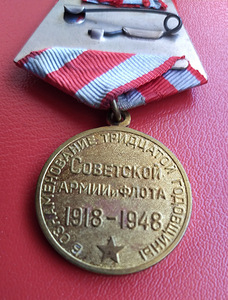 В ОЗНАМЕНОВАНИЕ ТРИДЦАТОЙ ГОДОВЩИНЫ
СОВЕТСКОЙ
АРМИИ И ФЛОТА
1918-1948